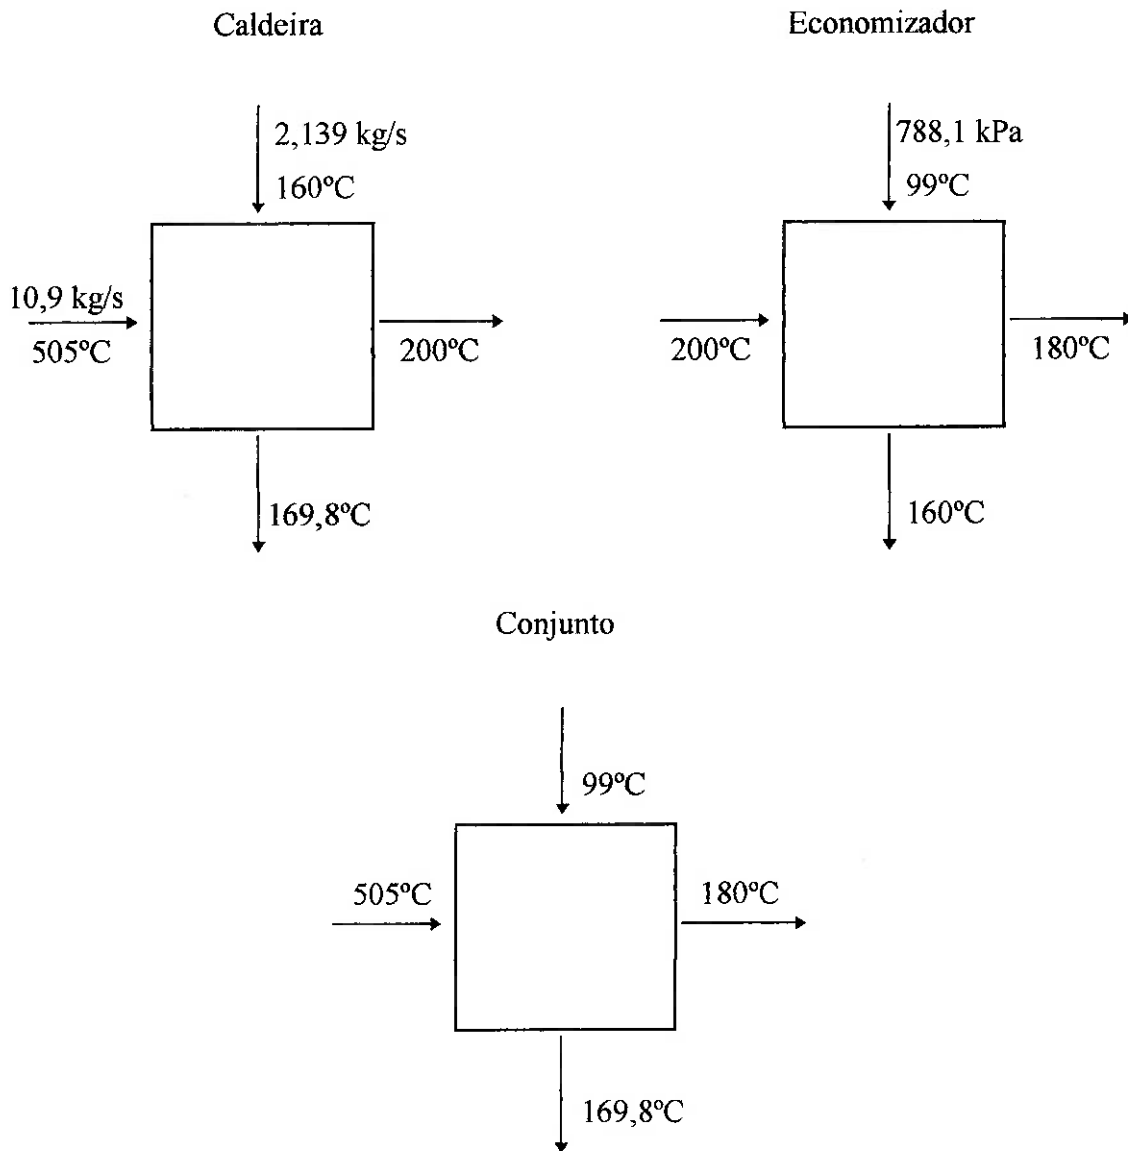 Caldeira
2,139 kg/s
160ºC
10,9 kg/s
505ºC
200ºC
169,8ºC
Economizador
788,1 kPa
99ºC
200ºC
180ºC
160ºC
Conjunto
99ºC
505ºC
180ºC
169,8ºC